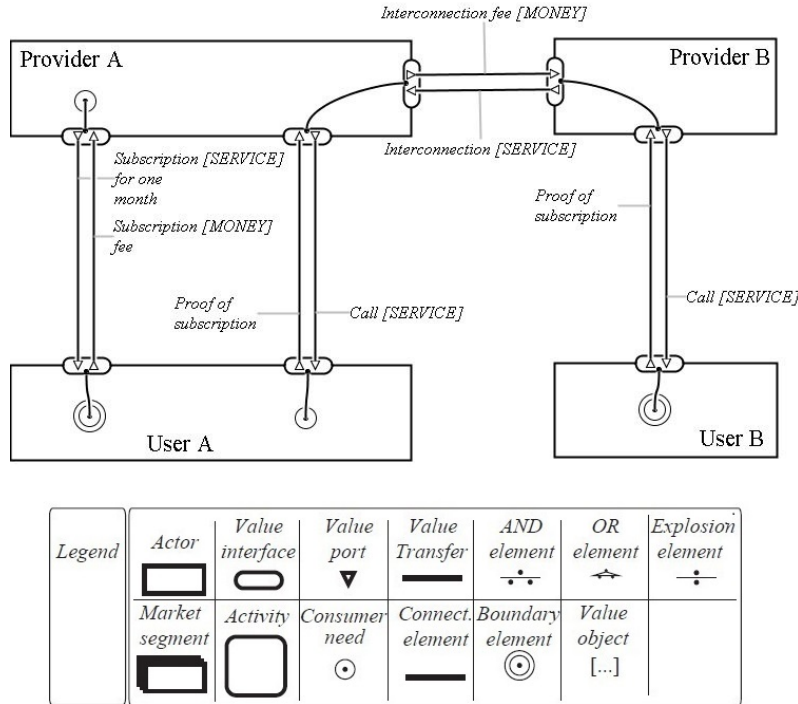 Interconnection fee [MONEY]
Provider A
Provider B
Interconnection [SERVICE]
Subscription [SERVICE]
for one
month
Subscription [MONEY]
fee
Proof of
subscription
Call [SERVICE]
Proof of
subscription
Call [SERVICE]
User A
User B
Legend
Actor
Value
interface
Value
port
Value
Transfer
AND
element
OR
element
Explosion
element
Market
segment
Activity
Consumer
need
Connect.
element
Boundary
element
Value
object
[...]